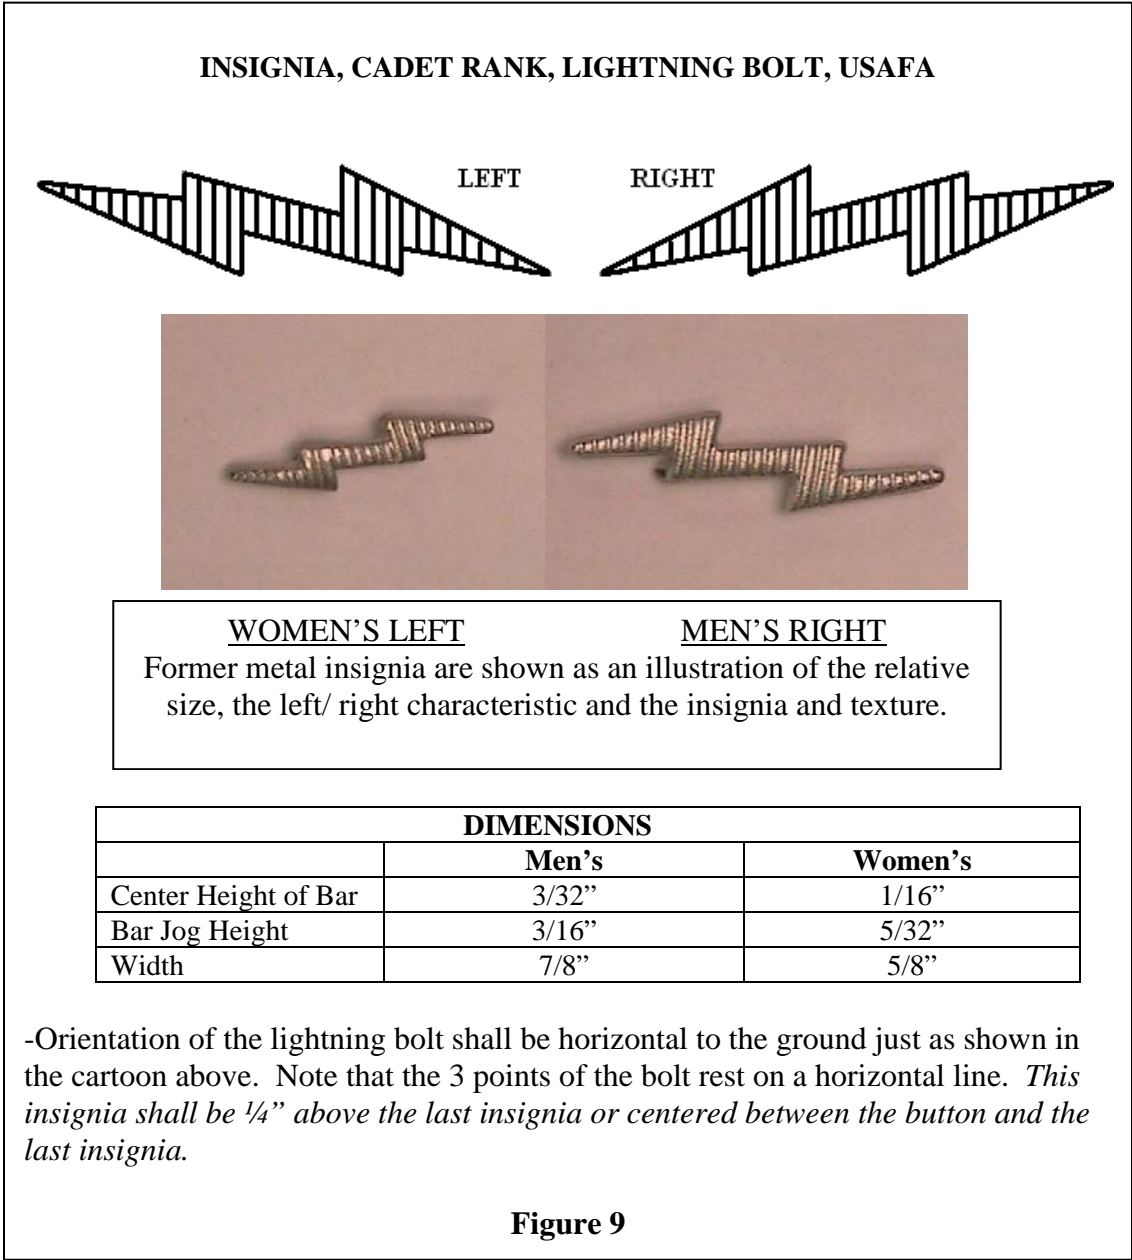 INSIGNIA, CADET RANK, LIGHTNING BOLT, USAFA
LEFT RIGHT
WOMEN’S LEFT MEN’S RIGHT
Former metal insignia are shown as an illustration of the relative
size, the left/ right characteristic and the insignia and texture.
DIMENSIONS
Men’s Women’s
Center Height of Bar 3/32” 1/16”
Bar Jog Height 3/16” 5/32”
Width 7/8” 5/8”
-Orientation of the lightning bolt shall be horizontal to the ground just as shown in
the cartoon above.  Note that the 3 points of the bolt rest on a horizontal line.  This
insignia shall be ¼” above the last insignia or centered between the button and the
last insignia.
Figure 9